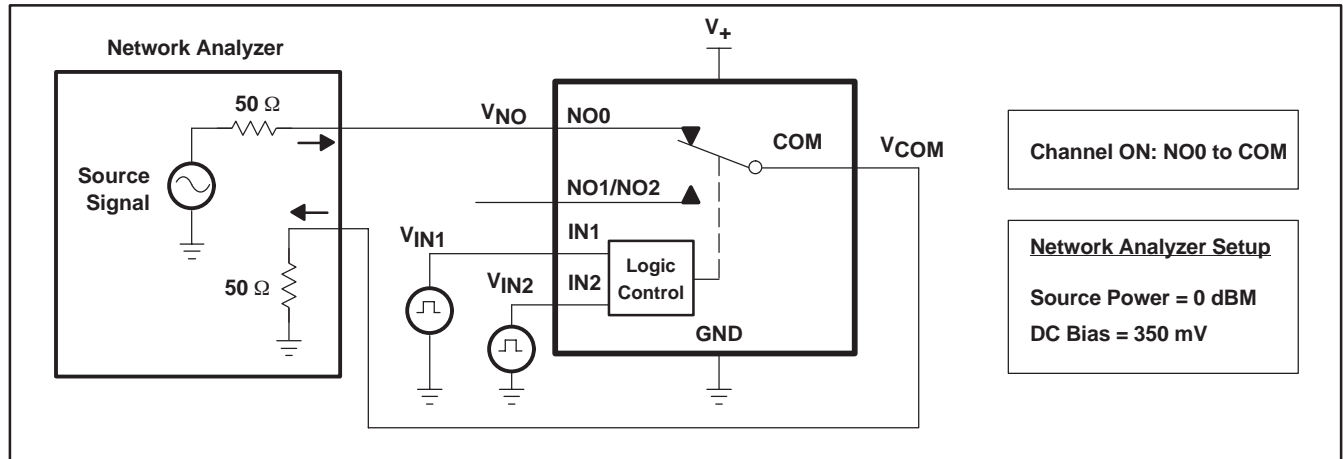 Network Analyzer
50 Ω
Source
Signal
50 Ω
V+
VNO
NO0
COM
VCOM
NO1/NO2
VIN1
IN1
VIN2
IN2
Logic
Control
GND
Channel ON: NO0 to COM
Network Analyzer Setup
Source Power = 0 dBM
DC Bias = 350 mV